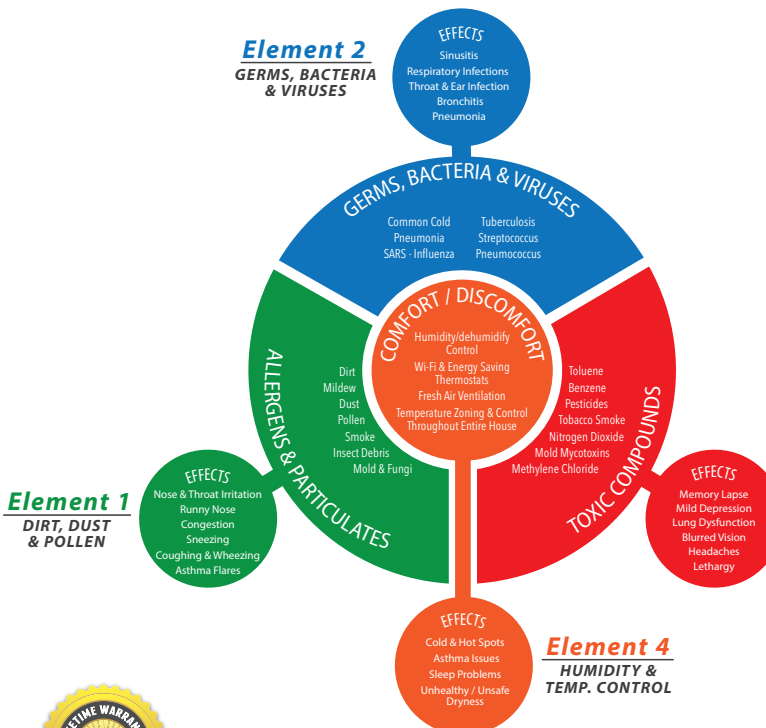 Element 2
GERMS, BACTERIA
& VIRUSES
EFFECTS
Sinusitis
Respiratory Infections
Throat & Ear Infection
Bronchitis
Pneumonia
GERMS, BACTERIA & VIRUSES
Common Cold
Pneumonia
SARS - Influenza
Tuberculosis
Streptococcus
Pneumococcus
COMFORT / DISCOMFORT
Humidity/dehumidify
Control
Wi-Fi & Energy Saving
Thermostats
Fresh Air Ventilation
Temperature Zoning & Control
Throughout Entire House
ALLERGENS & PARTICULATES
Dirt
Mildew
Dust
Pollen
Smoke
Insect Debris
Mold & Fungi
TOXIC COMPOUNDS
Toluene
Benzene
Pesticides
Tobacco Smoke
Nitrogen Dioxide
Mold Mycotoxins
Methylene Chloride
Element 1
DIRT, DUST
& POLLEN
EFFECTS
Nose & Throat Irritation
Runny Nose
Congestion
Sneezing
Coughing & Wheezing
Asthma Flares
EFFECTS
Memory Lapse
Mild Depression
Lung Dysfunction
Blurred Vision
Headaches
Lethargy
EFFECTS
Cold & Hot Spots
Asthma Issues
Sleep Problems
Unhealthy / Unsafe
Dryness
Element 4
HUMIDITY &
TEMP. CONTROL